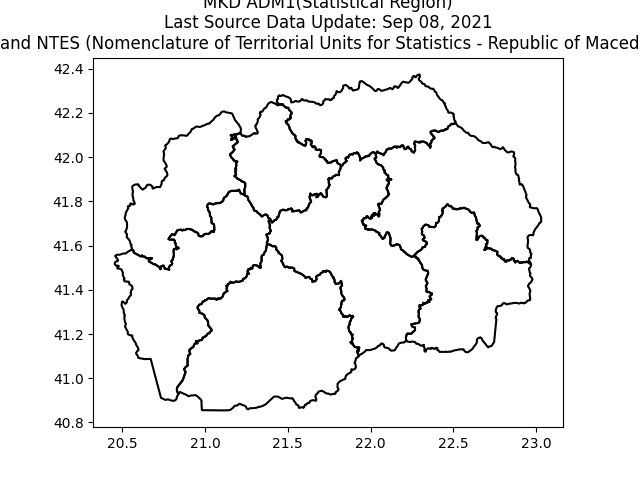 MKD ADM1(Statistical Region)
Last Source Data Update: Sep 08, 2021
and NTES (Nomenclature of Territorial Units for Statistics - Republic of Maced
42.4
42.2
42.0
41.8
41.6
41.4
41.2
41.0
40.8
20.5 21.0 21.5 22.0 22.5 23.0